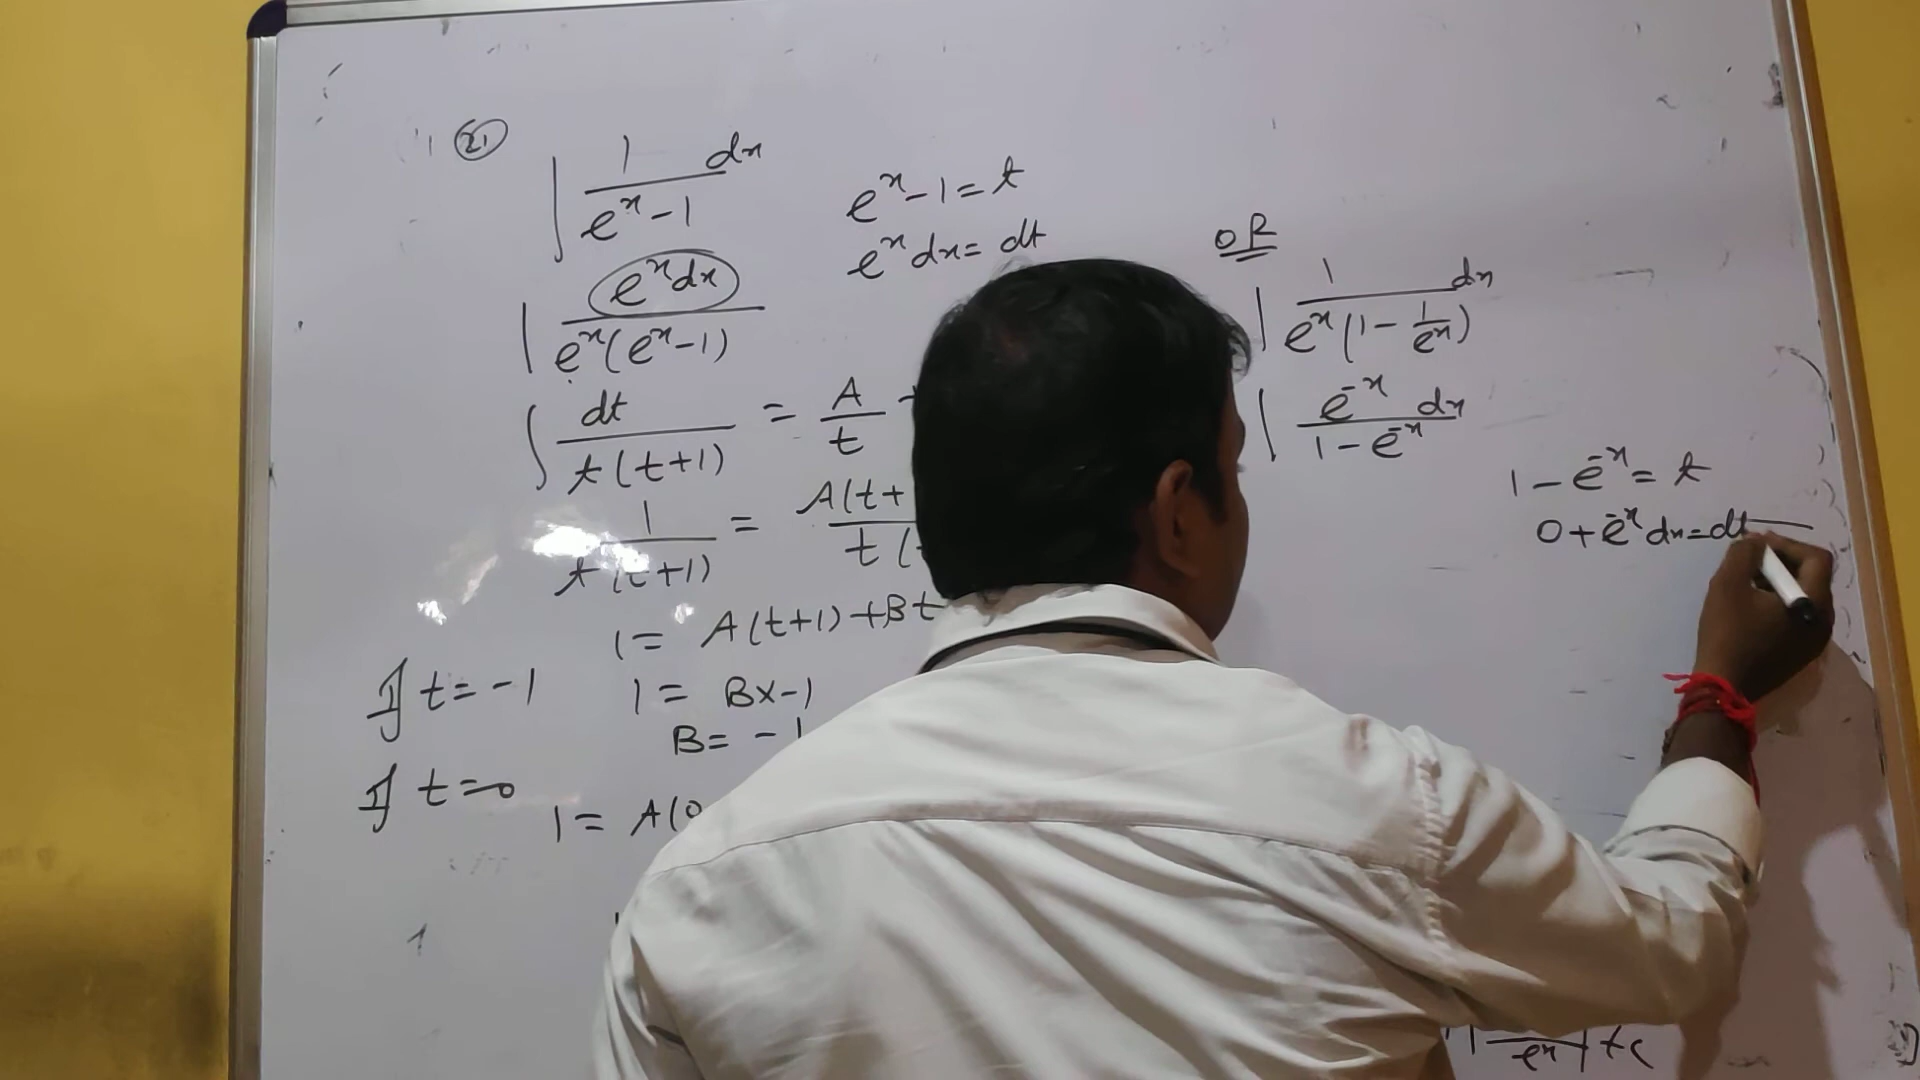 (21)
∫ 1/(e^x - 1) dx
e^x - 1 = t
e^x dx = dt
∫ e^x dx / e^x (e^x - 1)
∫ dt / t(t+1) = A/t +
1 / t(t+1) = A(t+ / t(
1 = A(t+1) + Bt
If t = -1
1 = B x -1
B = -1
If t = 0
1 = A(0
OR
∫ 1 / e^x (1 - 1/e^x) dx
∫ e^-x dx / 1 - e^-x
1 - e^-x = t
0 + e^-x dx = dt
e^x | + c